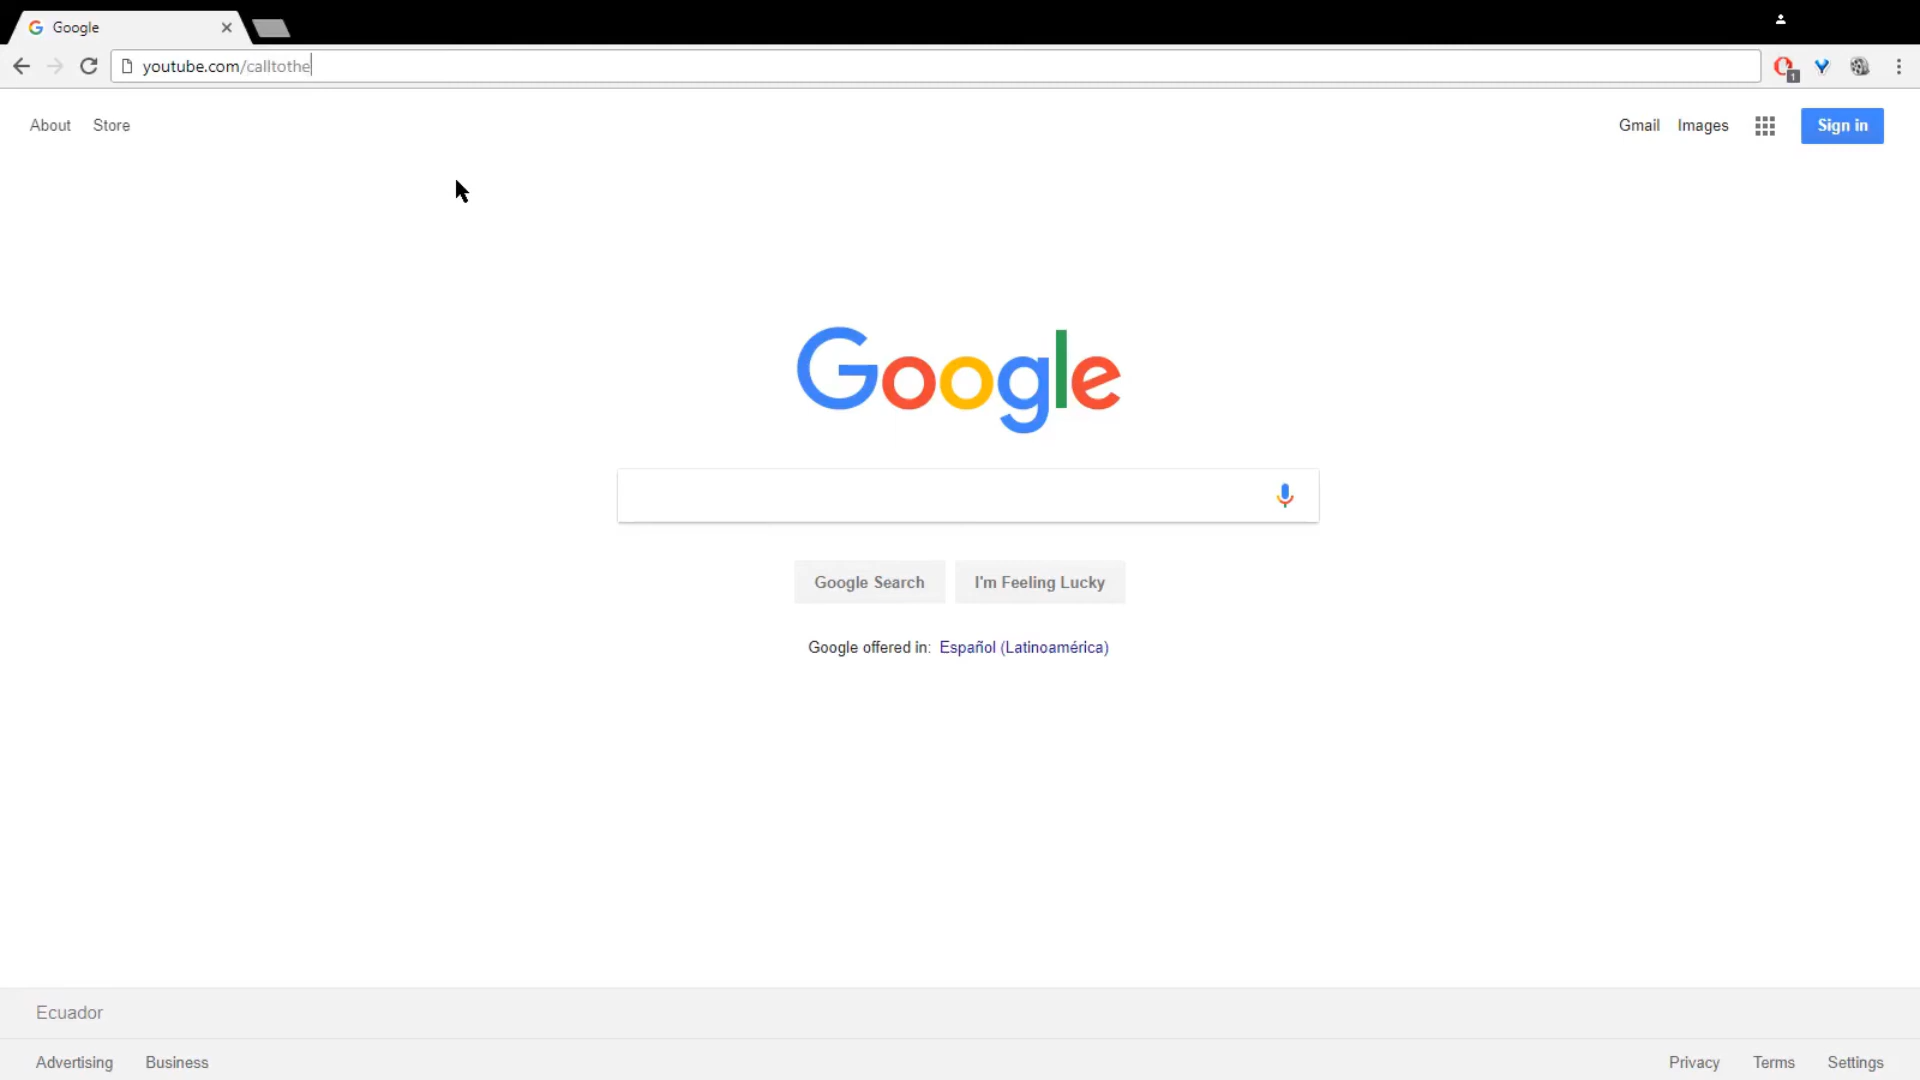 Google
youtube.com/calltothe
1
About Store
Gmail Images Sign in
Google
Google Search I'm Feeling Lucky
Google offered in: Español (Latinoamérica)
Ecuador
Advertising Business
Privacy Terms Settings